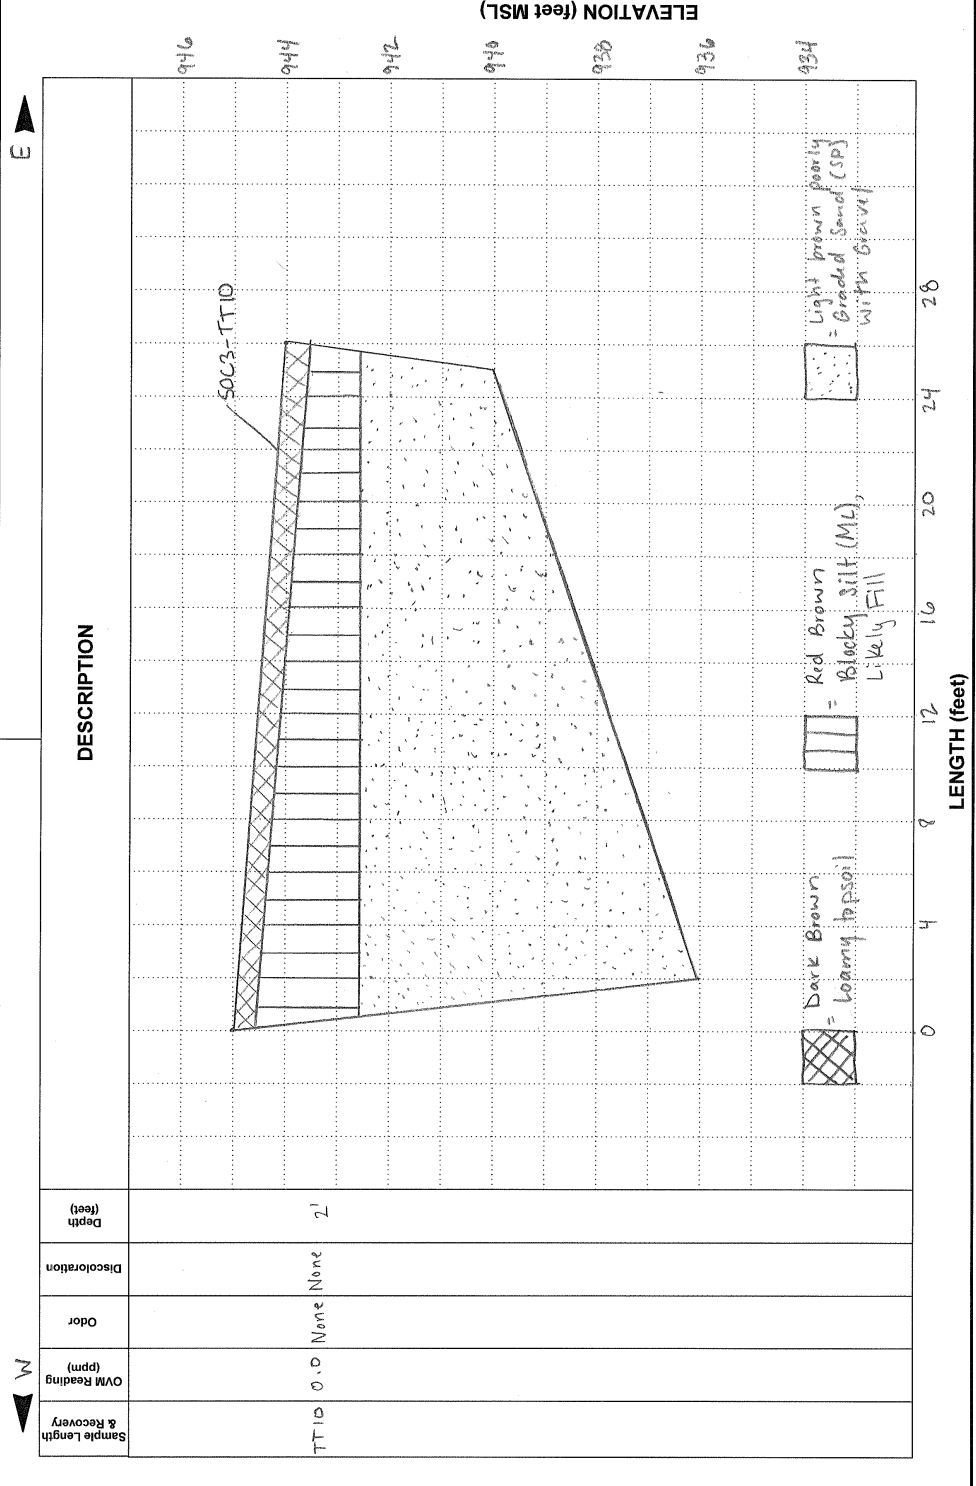 W
E
Sample Length
& Recovery
OVM Reading
(ppm)
Odor
Discoloration
Depth
(feet)
DESCRIPTION
ELEVATION (feet MSL)
TT10
0.0
None
None
2'
SOC3-TT10
946
944
942
940
938
936
934
= Dark Brown
Loamy topsoil
= Red Brown
Blocky Silt (ML),
Likely Fill
= Light brown poorly
Graded Sand (SP)
with Gravel
0
4
8
12
16
20
24
28
LENGTH (feet)